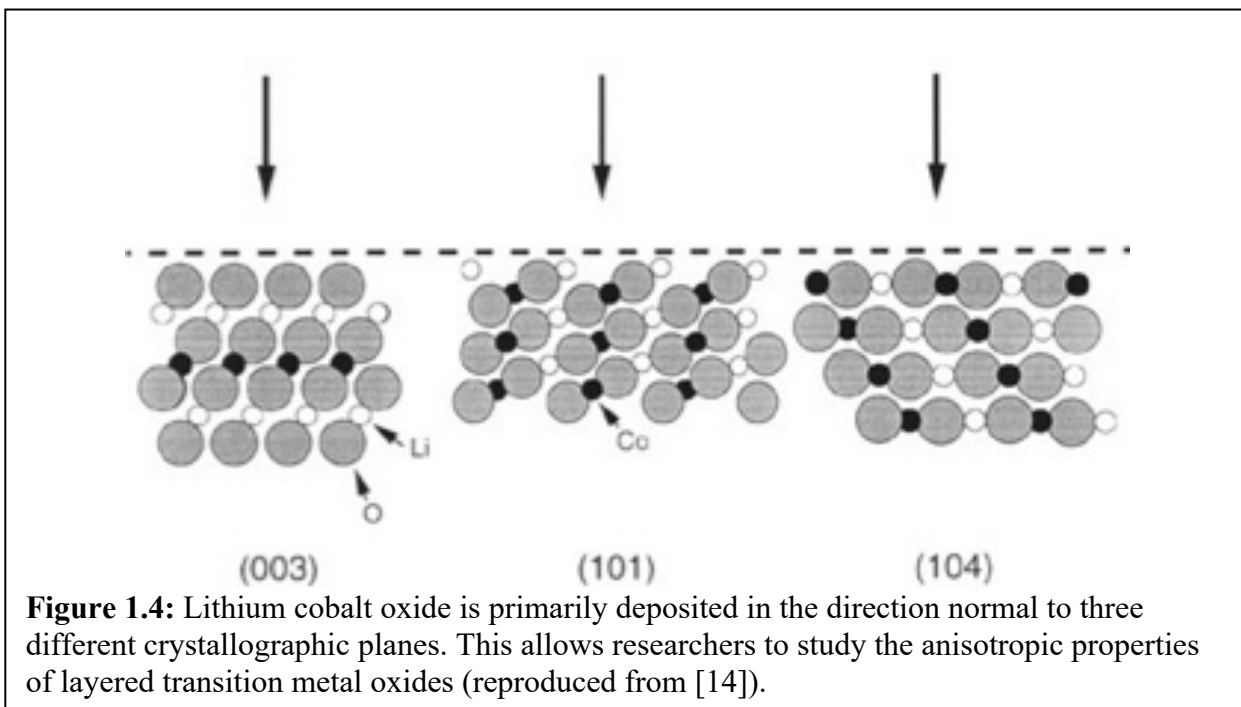 Li
Co
O
(003) (101) (104)
Figure 1.4: Lithium cobalt oxide is primarily deposited in the direction normal to three
different crystallographic planes. This allows researchers to study the anisotropic properties
of layered transition metal oxides (reproduced from [14]).